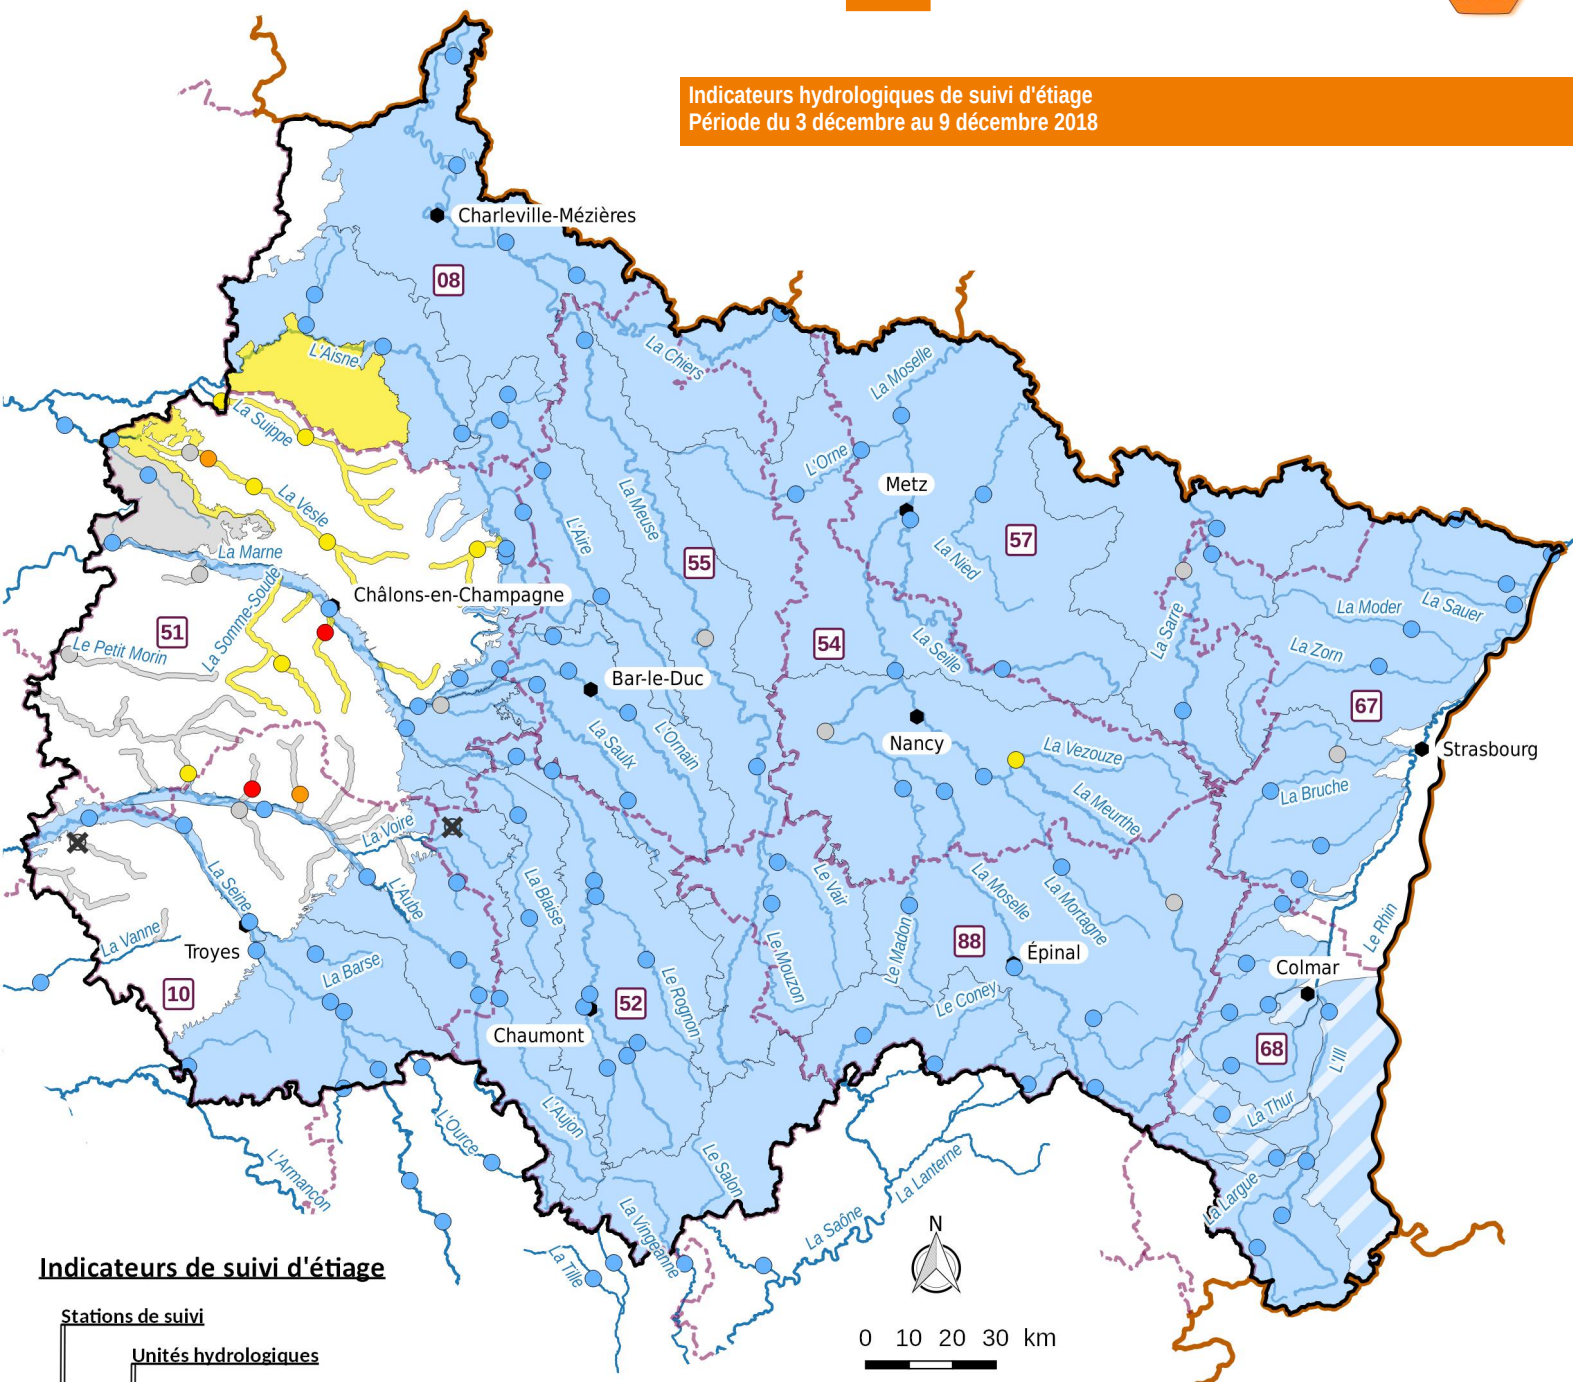 Indicateurs hydrologiques de suivi d'étiage
Période du 3 décembre au 9 décembre 2018
Charleville-Mézières
08
L'Aisne
La Chiers
La Moselle
La Suippe
L'Orne
Metz
La Vesle
La Meuse
L'Aire
57
La Nied
La Marne
55
Châlons-en-Champagne
La Somme-Soude
51
Le Petit Morin
La Moder
La Sauer
La Sarre
54
La Seille
La Zorn
Bar-le-Duc
67
Nancy
La Saulx
L'Ornain
La Vezouze
Strasbourg
La Bruche
La Meurthe
La Voire
La Seine
L'Aube
La Blaise
Le Vair
La Moselle
La Mortagne
Le Rhin
La Vanne
Troyes
La Barse
Le Mouzon
Le Madon
88
Épinal
Colmar
10
52
Le Rognon
Le Coney
Chaumont
68
L'Ill
La Thur
L'Aujon
L'Ource
L'Armançon
Le Salon
La Lanterne
La Largue
La Vingeanne
La Saône
La Tille
N
Indicateurs de suivi d'étiage
Stations de suivi
Unités hydrologiques
0 10 20 30 km